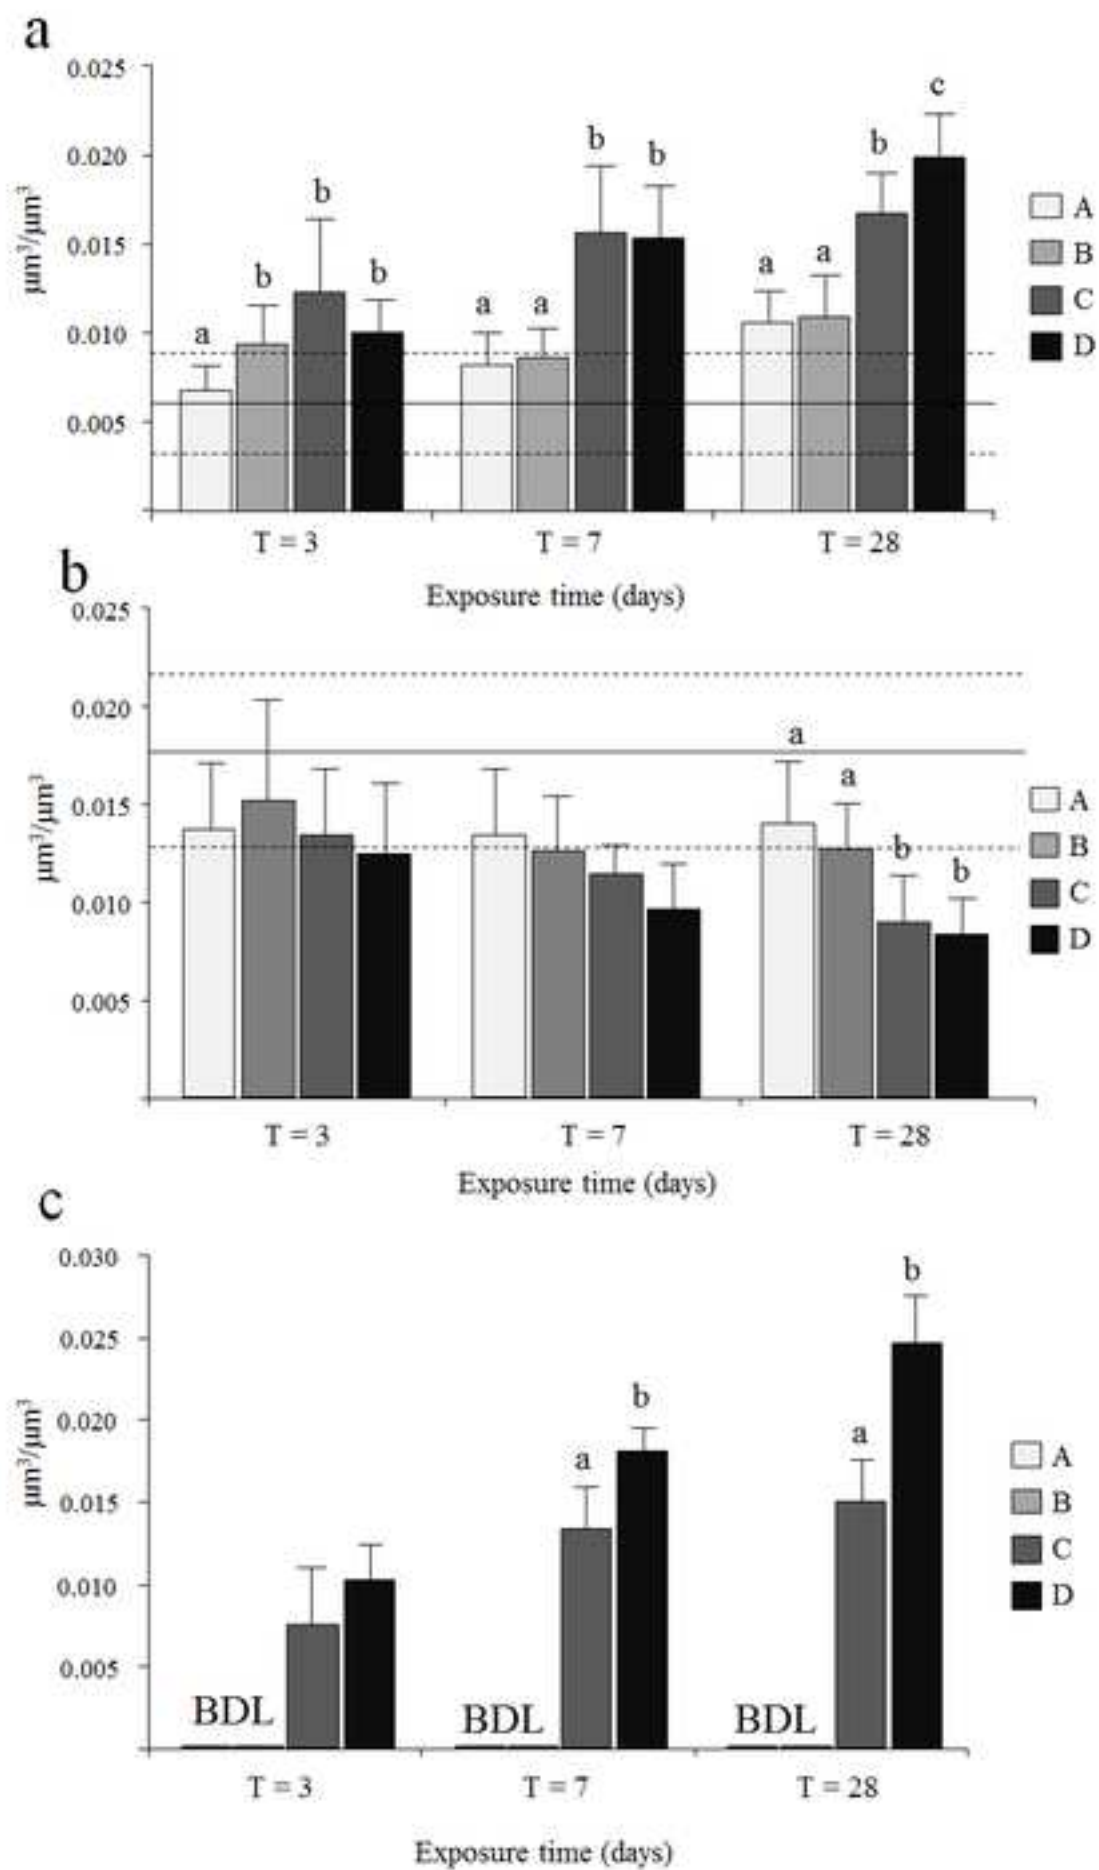 a
0.025
0.020
0.015
0.010
0.005
μm³/μm³
a b b b
a a b b
a a b c
A
B
C
D
T = 3 T = 7 T = 28
Exposure time (days)
b
0.025
0.020
0.015
0.010
0.005
μm³/μm³
a a b b
A
B
C
D
T = 3 T = 7 T = 28
Exposure time (days)
c
0.030
0.025
0.020
0.015
0.010
0.005
μm³/μm³
BDL
BDL a b
BDL a b
A
B
C
D
T = 3 T = 7 T = 28
Exposure time (days)